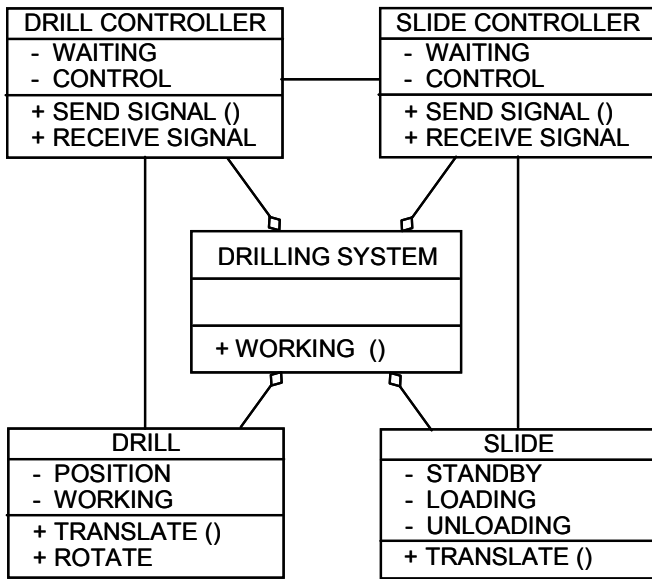 DRILL CONTROLLER
- WAITING
- CONTROL
+ SEND SIGNAL ()
+ RECEIVE SIGNAL
SLIDE CONTROLLER
- WAITING
- CONTROL
+ SEND SIGNAL ()
+ RECEIVE SIGNAL
DRILLING SYSTEM
+ WORKING ()
DRILL
- POSITION
- WORKING
+ TRANSLATE ()
+ ROTATE
SLIDE
- STANDBY
- LOADING
- UNLOADING
+ TRANSLATE ()